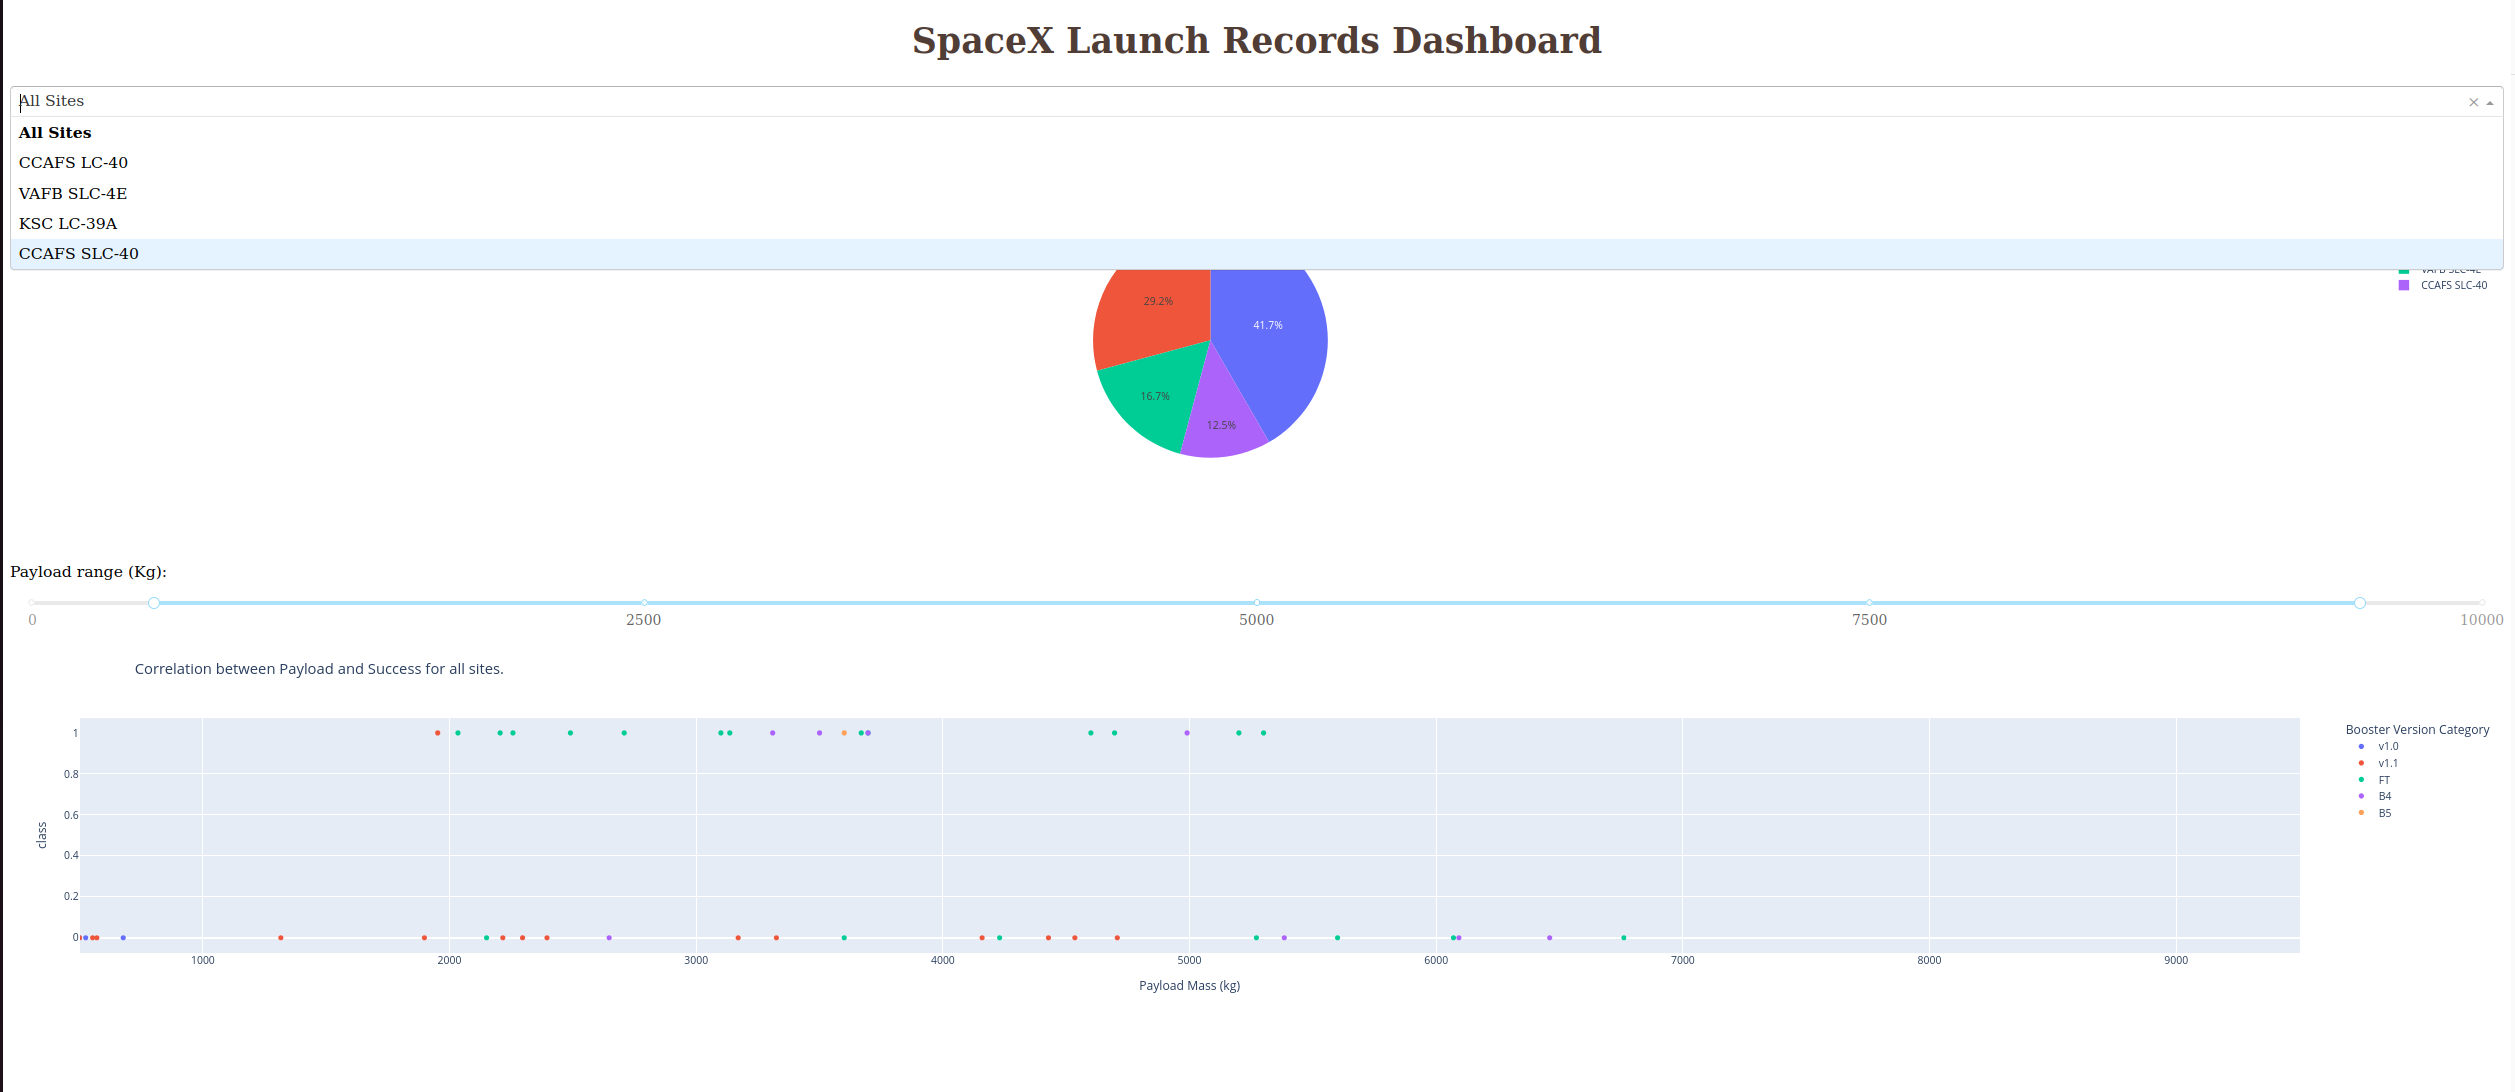 SpaceX Launch Records Dashboard
All Sites
All Sites
CCAFS LC-40
VAFB SLC-4E
KSC LC-39A
CCAFS SLC-40
VAFB SLC-4E
CCAFS SLC-40
29.2%
41.7%
16.7%
12.5%
Payload range (Kg):
0 2500 5000 7500 10000
Correlation between Payload and Success for all sites.
1
0.8
0.6
0.4
0.2
0
class
1000 2000 3000 4000 5000 6000 7000 8000 9000
Payload Mass (kg)
Booster Version Category
v1.0
v1.1
FT
B4
B5